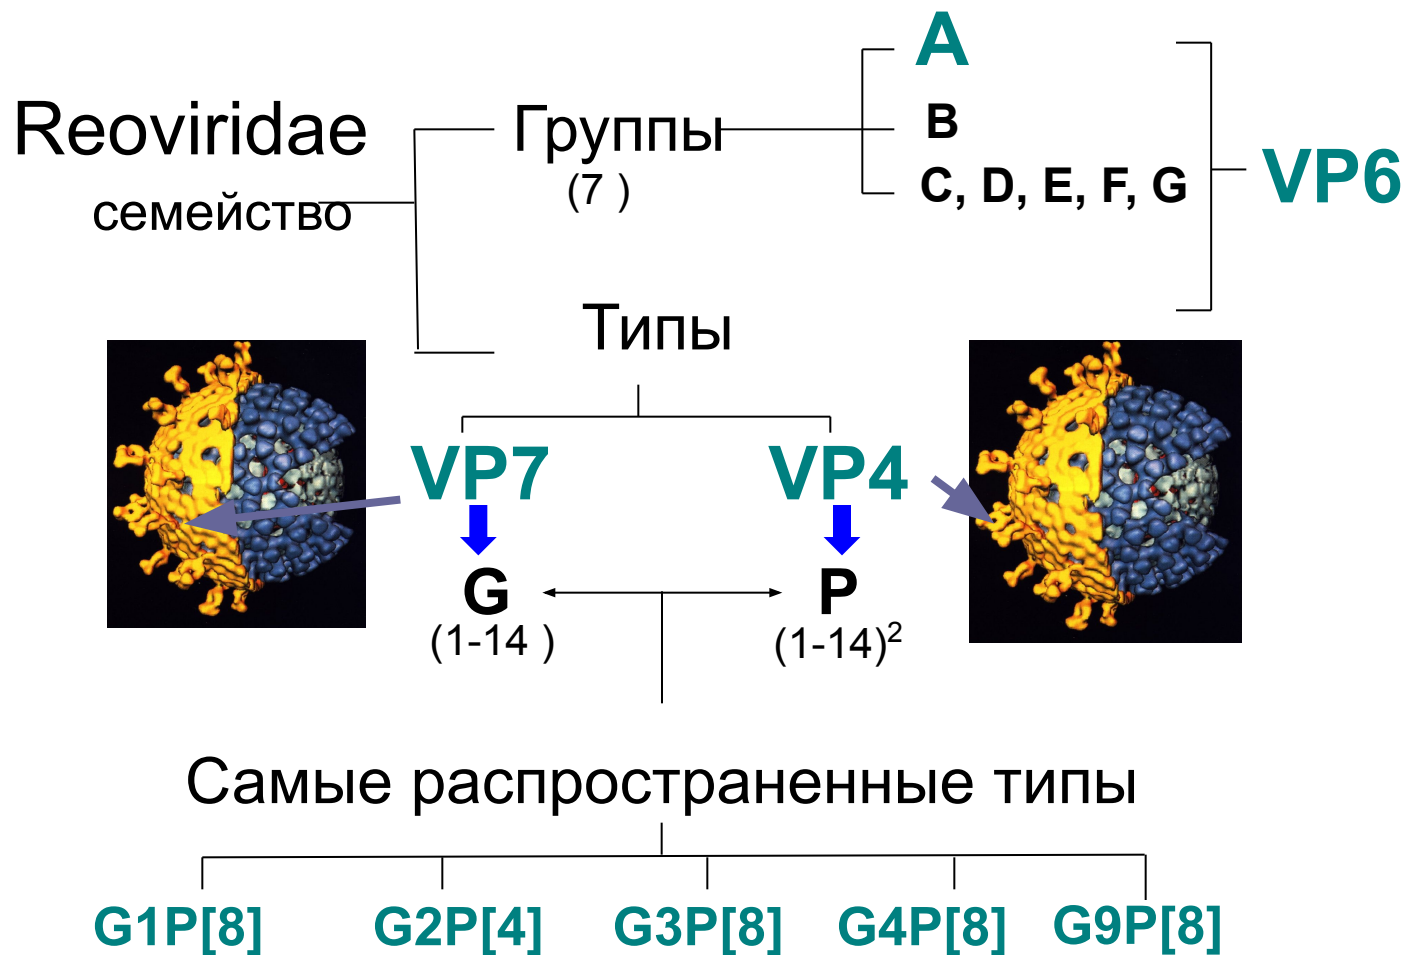 Reoviridae
семейство
Группы
(7 )
A
B
C, D, E, F, G
VP6
Типы
VP7
VP4
G
(1-14 )
P
(1-14)²
Самые распространенные типы
G1P[8]
G2P[4]
G3P[8]
G4P[8]
G9P[8]